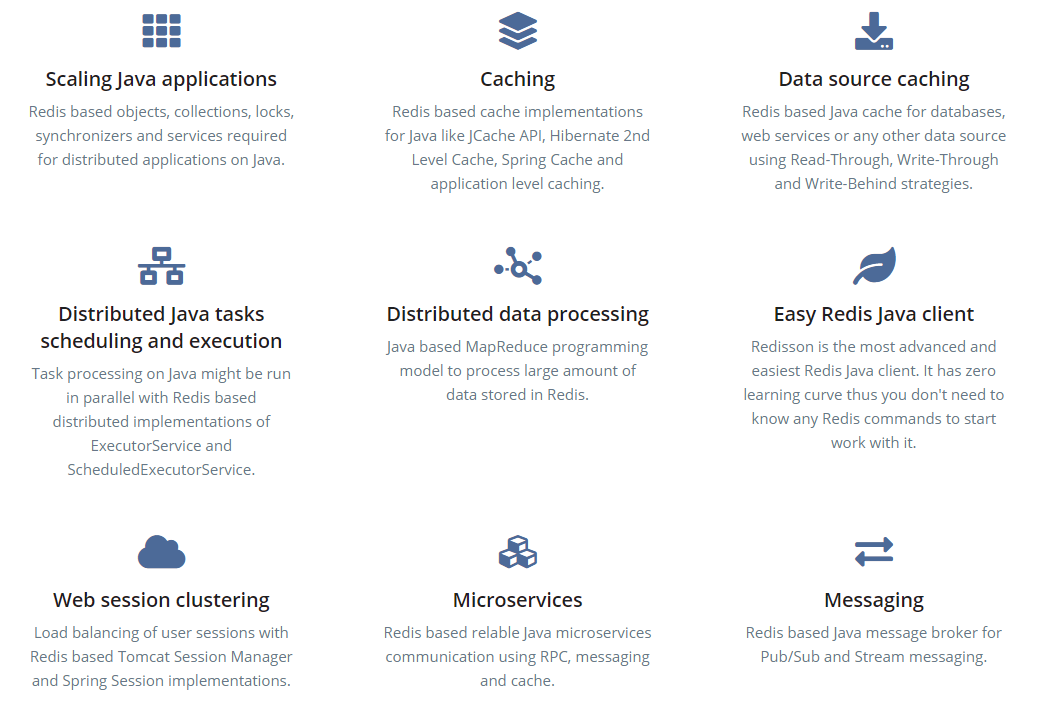 Scaling Java applications
Redis based objects, collections, locks,
synchronizers and services required
for distributed applications on Java.
Caching
Redis based cache implementations
for Java like JCache API, Hibernate 2nd
Level Cache, Spring Cache and
application level caching.
Data source caching
Redis based Java cache for databases,
web services or any other data source
using Read-Through, Write-Through
and Write-Behind strategies.
Distributed Java tasks
scheduling and execution
Task processing on Java might be run
in parallel with Redis based
distributed implementations of
ExecutorService and
ScheduledExecutorService.
Distributed data processing
Java based MapReduce programming
model to process large amount of
data stored in Redis.
Easy Redis Java client
Redisson is the most advanced and
easiest Redis Java client. It has zero
learning curve thus you don't need to
know any Redis commands to start
work with it.
Web session clustering
Load balancing of user sessions with
Redis based Tomcat Session Manager
and Spring Session implementations.
Microservices
Redis based relable Java microservices
communication using RPC, messaging
and cache.
Messaging
Redis based Java message broker for
Pub/Sub and Stream messaging.